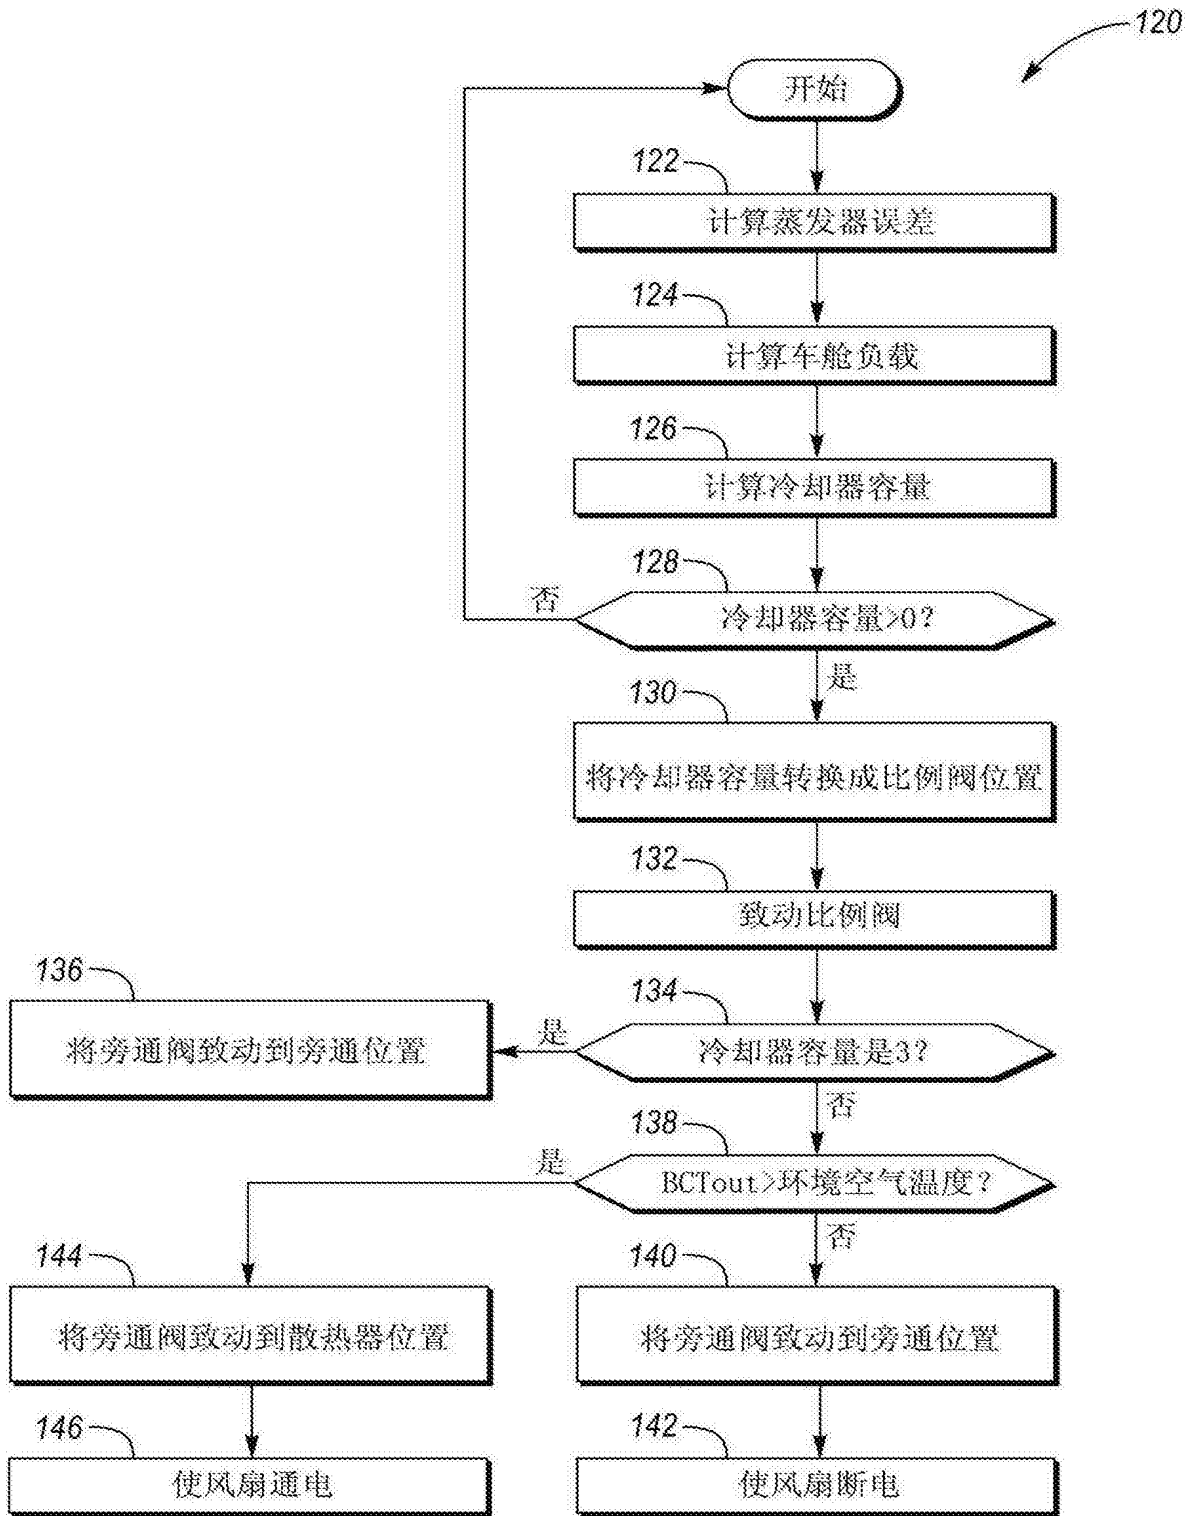 120
开始
122
计算蒸发器误差
124
计算车舱负载
126
计算冷却器容量
128
否
冷却器容量>0?
是
130
将冷却器容量转换成比例阀位置
132
致动比例阀
136
134
将旁通阀致动到旁通位置
是
冷却器容量是3?
否
138
是
BCTout>环境空气温度?
否
144
140
将旁通阀致动到散热器位置
将旁通阀致动到旁通位置
146
142
使风扇通电
使风扇断电